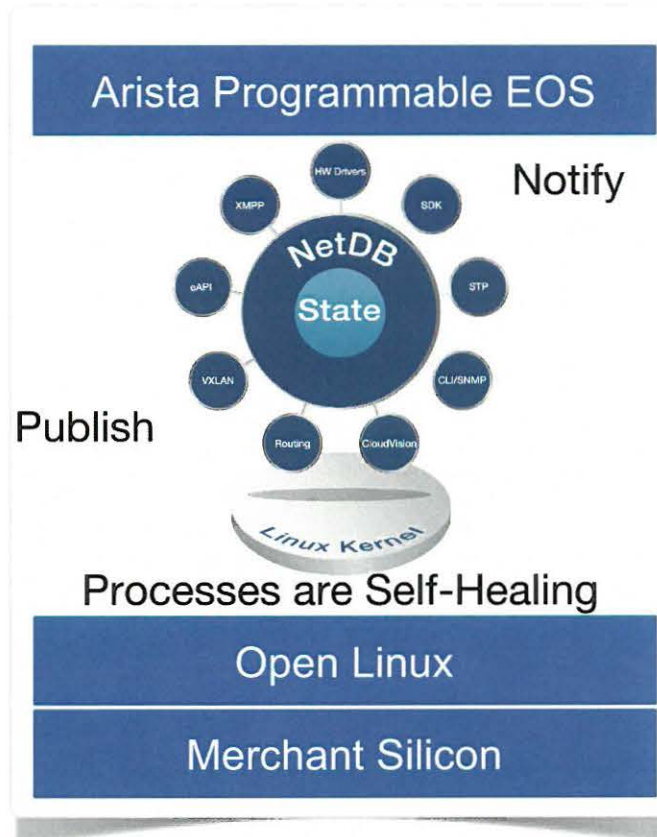 Arista Programmable EOS
Notify
HW Drivers
XMPP
SDK
NetDB
eAPI
State
STP
VXLAN
CLI/SNMP
Publish
Routing
CloudVision
Linux Kernel
Processes are Self-Healing
Open Linux
Merchant Silicon